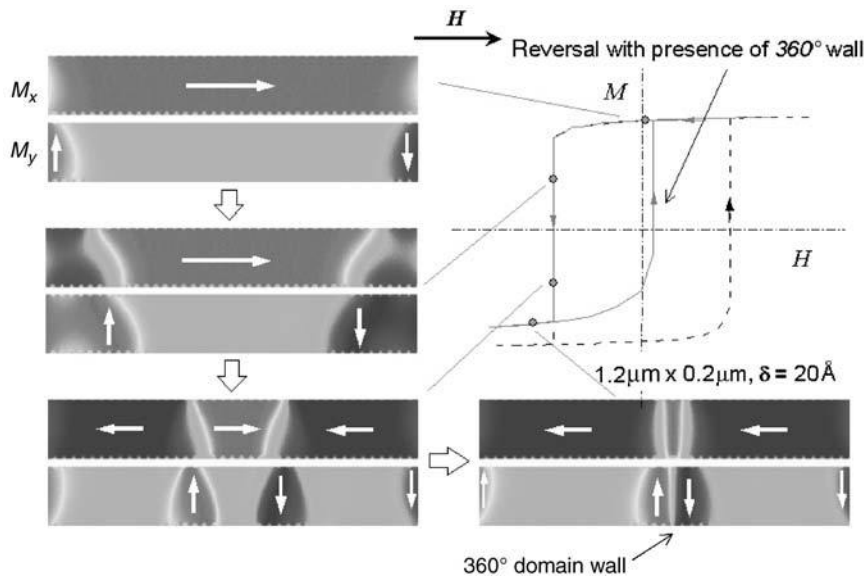 H
Reversal with presence of 360° wall
M
Mx
My
H
1.2μm x 0.2μm, δ = 20Å
360° domain wall